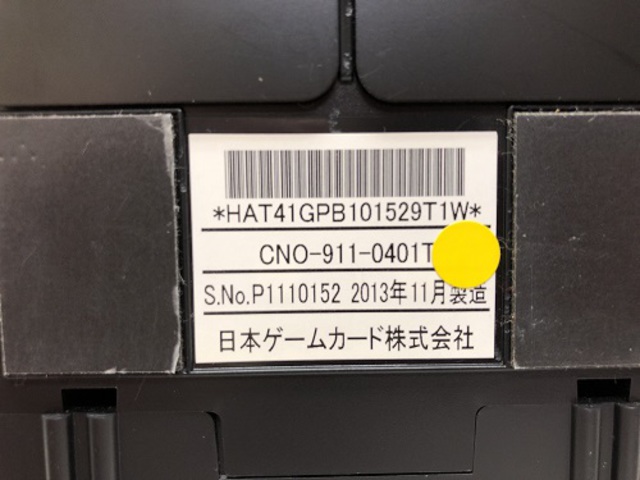 *HAT41GPB101529T1W*
CNO-911-0401T
S.No.P1110152 2013年11月製造
日本ゲームカード株式会社